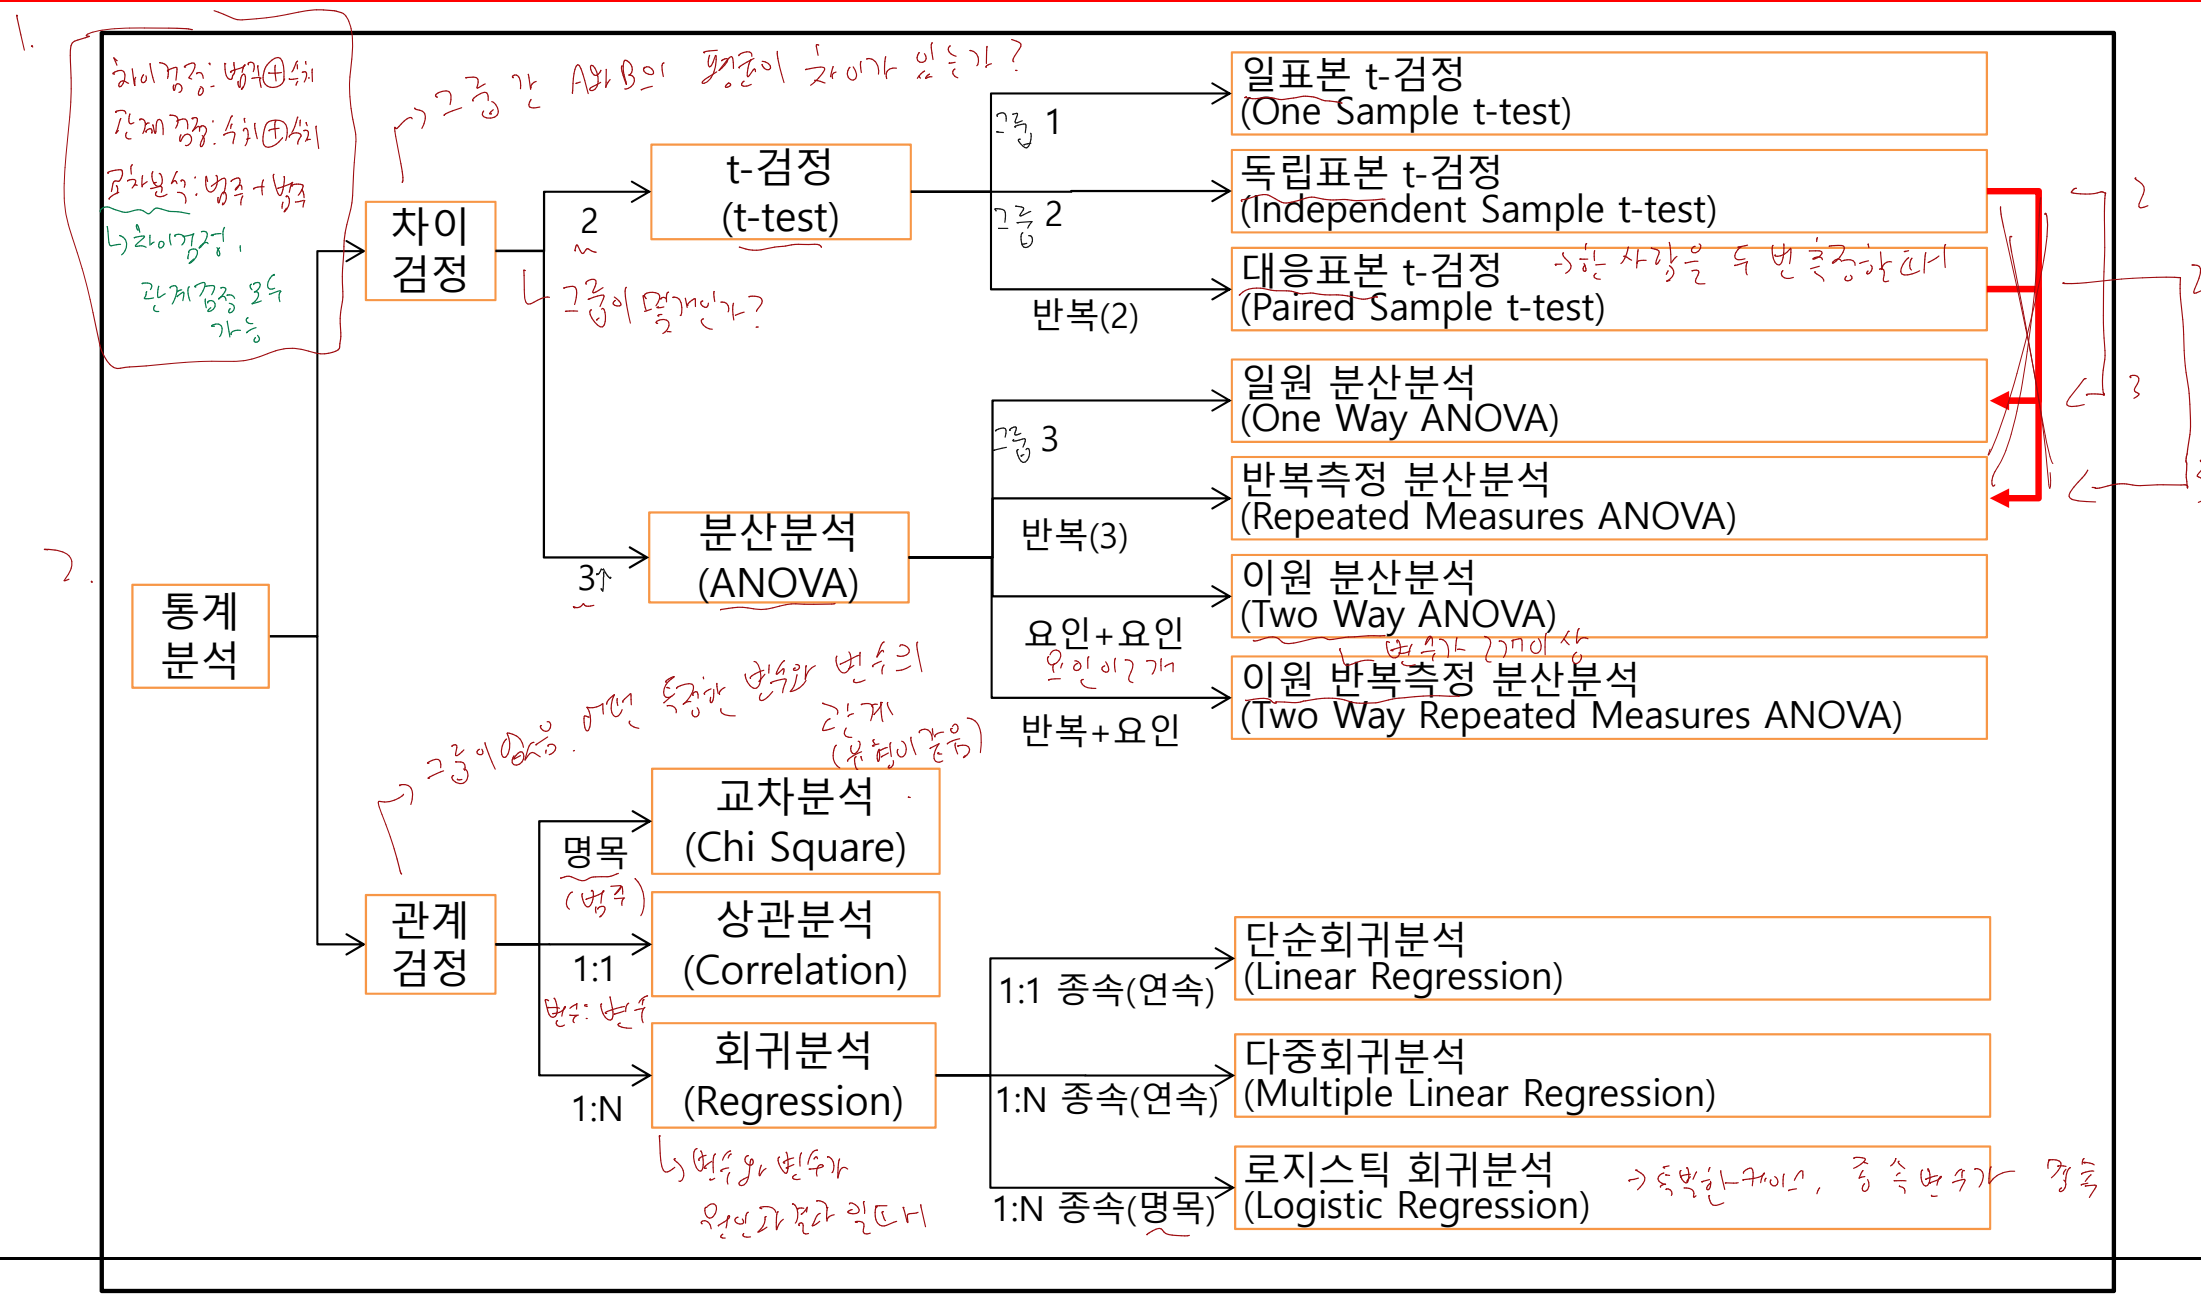 1.
차이검정: 범주⊕수치
관계검정: 수치⊕수치
교차분석: 범주+범주
↳차이검정,
관계검정 모두
가능
→그룹 간 A와B의 평균이 차이가 있는가?
차이
검정
2
↳그룹이 몇개인가?
t-검정
(t-test)
그룹 1
일표본 t-검정
(One Sample t-test)
그룹 2
독립표본 t-검정
(Independent Sample t-test)
2
반복(2)
대응표본 t-검정 →한 사람을 두 번 측정할때
(Paired Sample t-test)
2
3↑
분산분석
(ANOVA)
그룹 3
일원 분산분석
(One Way ANOVA)
3
반복(3)
반복측정 분산분석
(Repeated Measures ANOVA)
요인+요인
요인이2개
이원 분산분석
(Two Way ANOVA)
↳변수가 2개이상
반복+요인
이원 반복측정 분산분석
(Two Way Repeated Measures ANOVA)
2.
통계
분석
→그룹이없음. 어떤 특정한 변수와 변수의
관계
(유형이같음)
관계
검정
명목
(범주)
교차분석
(Chi Square)
1:1
변수:변수
상관분석
(Correlation)
1:N
회귀분석
(Regression)
↳변수와 변수가
원인과결과 일때
1:1 종속(연속)
단순회귀분석
(Linear Regression)
1:N 종속(연속)
다중회귀분석
(Multiple Linear Regression)
1:N 종속(명목)
로지스틱 회귀분석 →특별한케이스, 종속변수가
(Logistic Regression)